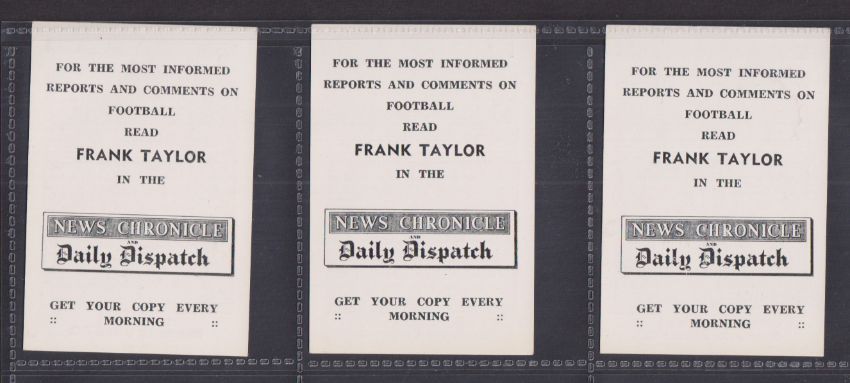 FOR THE MOST INFORMED
REPORTS AND COMMENTS ON
FOOTBALL
READ
FRANK TAYLOR
IN THE
NEWS CHRONICLE
AND
Daily Dispatch
GET YOUR COPY EVERY
:: MORNING ::
FOR THE MOST INFORMED
REPORTS AND COMMENTS ON
FOOTBALL
READ
FRANK TAYLOR
IN THE
NEWS CHRONICLE
AND
Daily Dispatch
GET YOUR COPY EVERY
:: MORNING ::
FOR THE MOST INFORMED
REPORTS AND COMMENTS ON
FOOTBALL
READ
FRANK TAYLOR
IN THE
NEWS CHRONICLE
AND
Daily Dispatch
GET YOUR COPY EVERY
:: MORNING ::